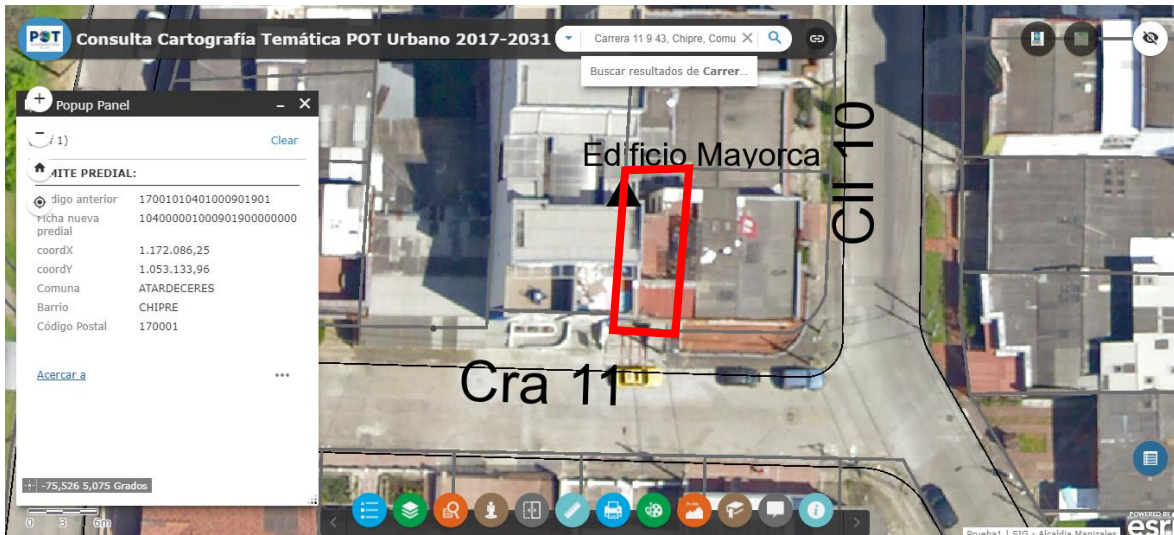 POT Consulta Cartografía Temática POT Urbano 2017-2031
Carrera 11 9 43, Chipre, Comu
Buscar resultados de Carrer...
Popup Panel
1)
Clear
MITE PREDIAL:
digo anterior 17001010401000901901
Ficha nueva predial 104000001000901900000000
coordX 1.172.086,25
coordY 1.053.133,96
Comuna ATARDECERES
Barrio CHIPRE
Código Postal 170001
Acercar a
-75,526 5,075 Grados
0 3 6m
Edificio Mayorca
Cll 10
Cra 11
Prueba1 | SIG - Alcaldia Manizales
POWERED BY
esri